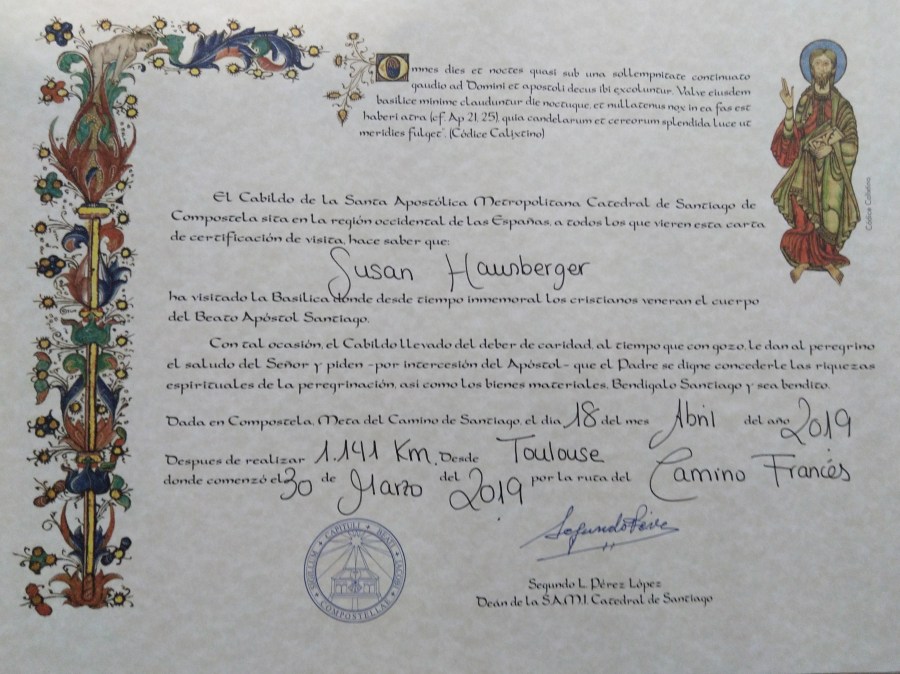 Omnes dies et noctes quasi sub una sollempnitate continuato
gaudio ad Domini et apostoli decus ibi excoluntur. Valve eiusdem
basilice minime clauduntur die noctuque, et nullatenus nox in ea fas est
haberi atra (cf. Ap 21, 25), quia candelarum et cereorum splendida luce ut
meridies fulget". (Códice Calixtino)
Códice Calixtino
El Cabildo de la Santa Apostólica Metropolitana Catedral de Santiago de
Compostela sita en la región occidental de las Españas, a todos los que vieren esta carta
de certificación de visita, hace saber que:
Susan Hausberger
ha visitado la Basílica donde desde tiempo inmemorial los cristianos veneran el cuerpo
del Beato Apóstol Santiago.
Con tal ocasión, el Cabildo llevado del deber de caridad, al tiempo que con gozo, le dan al peregrino
el saludo del Señor y piden -por intercesión del Apóstol- que el Padre se digne concederle las riquezas
espirituales de la peregrinación, así como los bienes materiales. Bendígalo Santiago y sea bendito.
Dada en Compostela, Meta del Camino de Santiago, el día 18 del mes Abril del año 2019
Despues de realizar 1.141 Km. Desde Toulouse
donde comenzó el 30 de Marzo del 2019 por la ruta del Camino Francés
SIGILLUM CAPITULI BEATI JACOBI COMPOSTELLAE
Segundo Pérez
Segundo L. Pérez López
Deán de la S.A.M.I. Catedral de Santiago